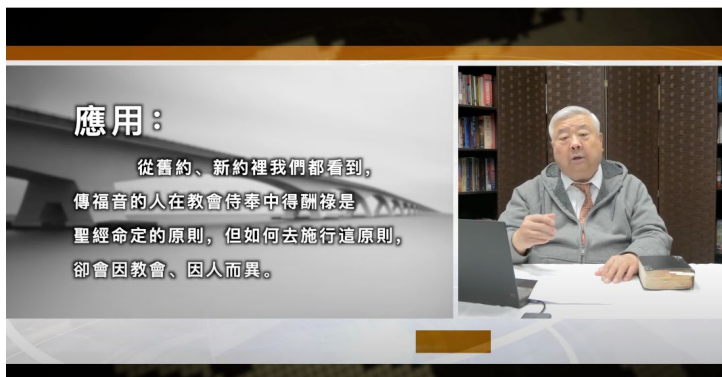 應用：
從舊約、新約裡我們都看到，
傳福音的人在教會侍奉中得酬祿是
聖經命定的原則，但如何去施行這原則，
卻會因教會、因人而異。